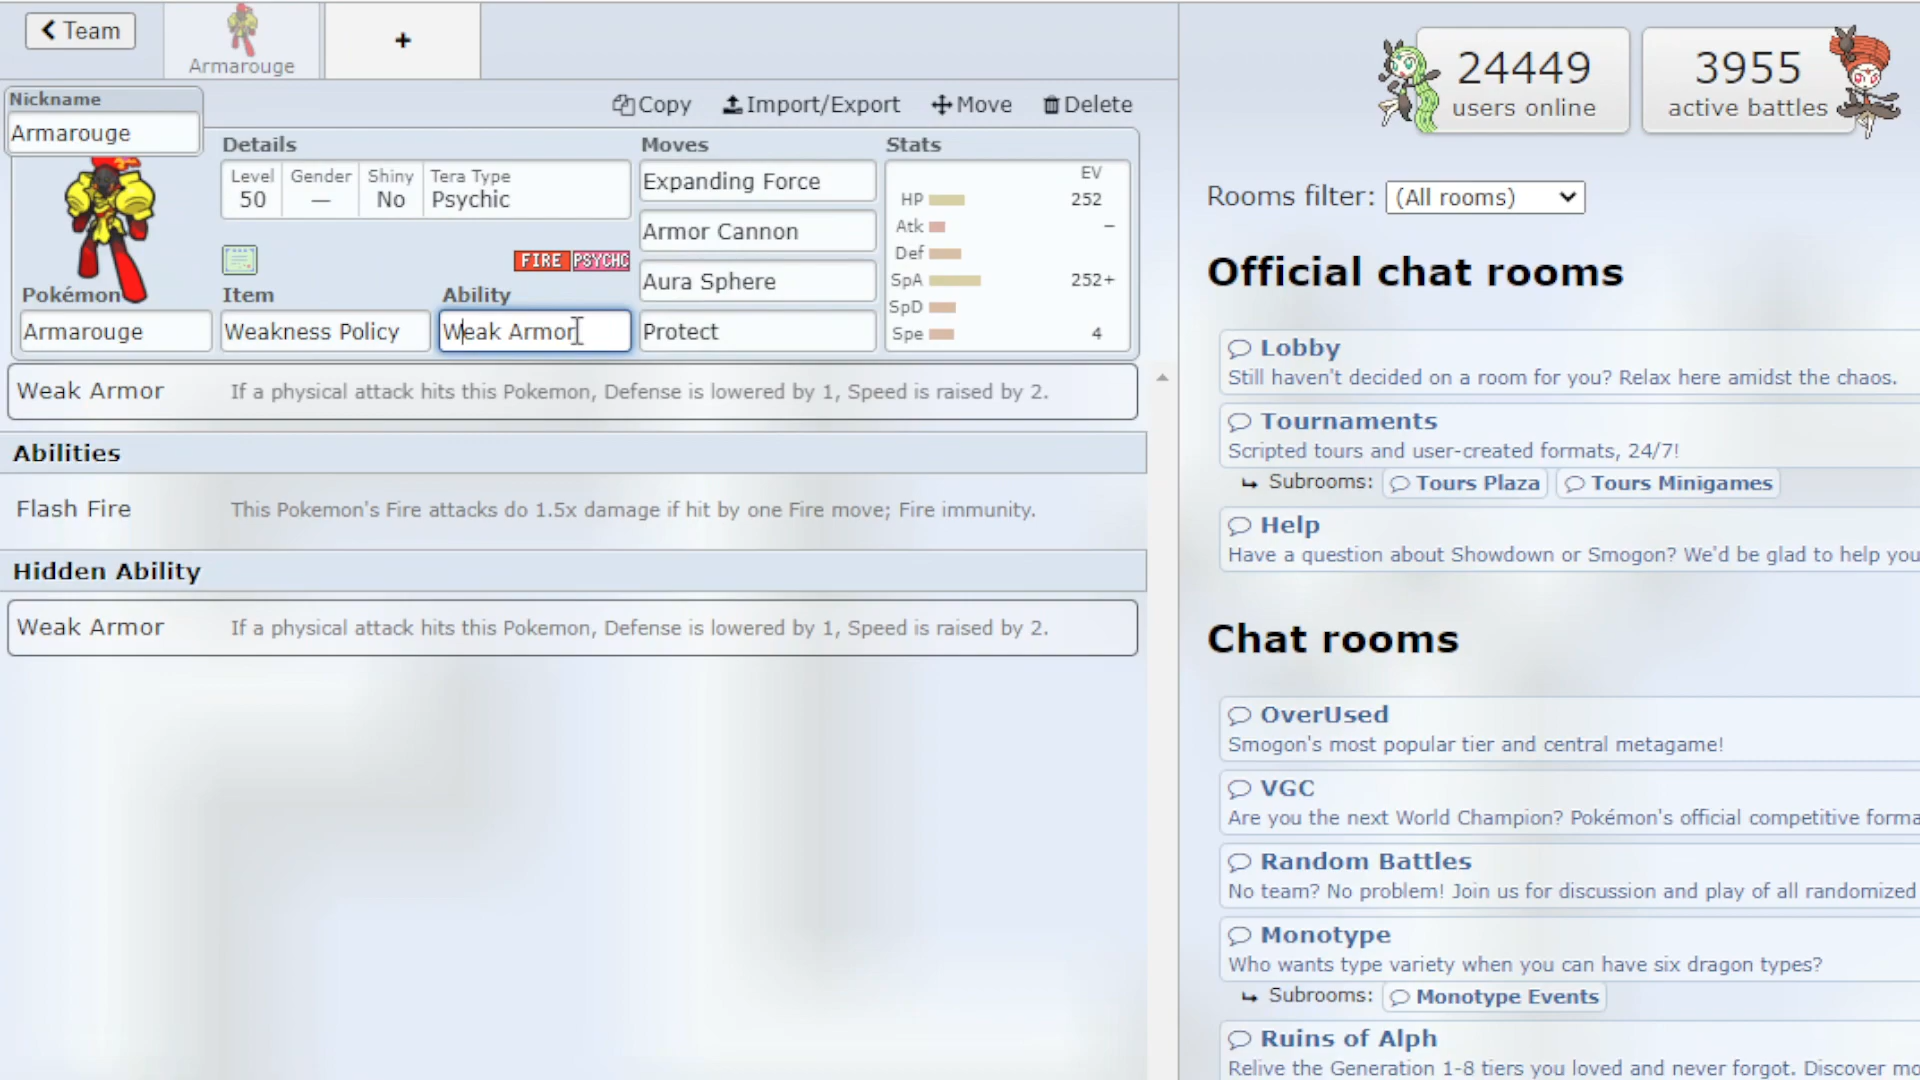 Team
Armarouge
+
Nickname
Armarouge
Copy
Import/Export
Move
Delete
Details
Level
50
Gender
—
Shiny
No
Tera Type
Psychic
FIRE PSYCHC
Pokémon
Armarouge
Item
Weakness Policy
Ability
Weak Armor
Moves
Expanding Force
Armor Cannon
Aura Sphere
Protect
Stats
EV
HP 252
Atk –
Def
SpA 252+
SpD
Spe 4
Weak Armor If a physical attack hits this Pokemon, Defense is lowered by 1, Speed is raised by 2.
Abilities
Flash Fire This Pokemon's Fire attacks do 1.5x damage if hit by one Fire move; Fire immunity.
Hidden Ability
Weak Armor If a physical attack hits this Pokemon, Defense is lowered by 1, Speed is raised by 2.
24449
users online
3955
active battles
Rooms filter: (All rooms)
Official chat rooms
Lobby
Still haven't decided on a room for you? Relax here amidst the chaos.
Tournaments
Scripted tours and user-created formats, 24/7!
Subrooms: Tours Plaza Tours Minigames
Help
Have a question about Showdown or Smogon? We'd be glad to help you
Chat rooms
OverUsed
Smogon's most popular tier and central metagame!
VGC
Are you the next World Champion? Pokémon's official competitive forma
Random Battles
No team? No problem! Join us for discussion and play of all randomized
Monotype
Who wants type variety when you can have six dragon types?
Subrooms: Monotype Events
Ruins of Alph
Relive the Generation 1-8 tiers you loved and never forgot. Discover mo